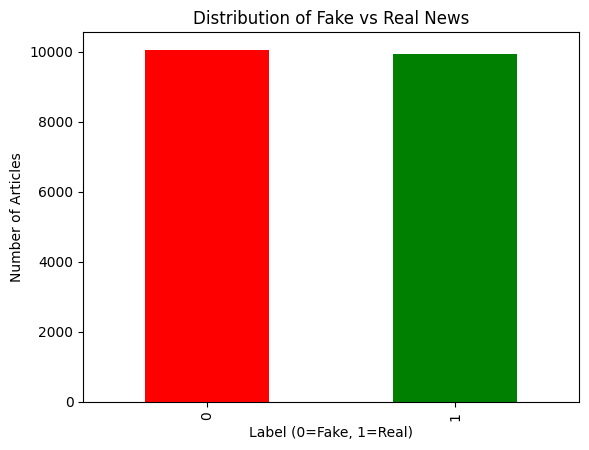 Distribution of Fake vs Real News
Number of Articles
10000
8000
6000
4000
2000
0
0
1
Label (0=Fake, 1=Real)